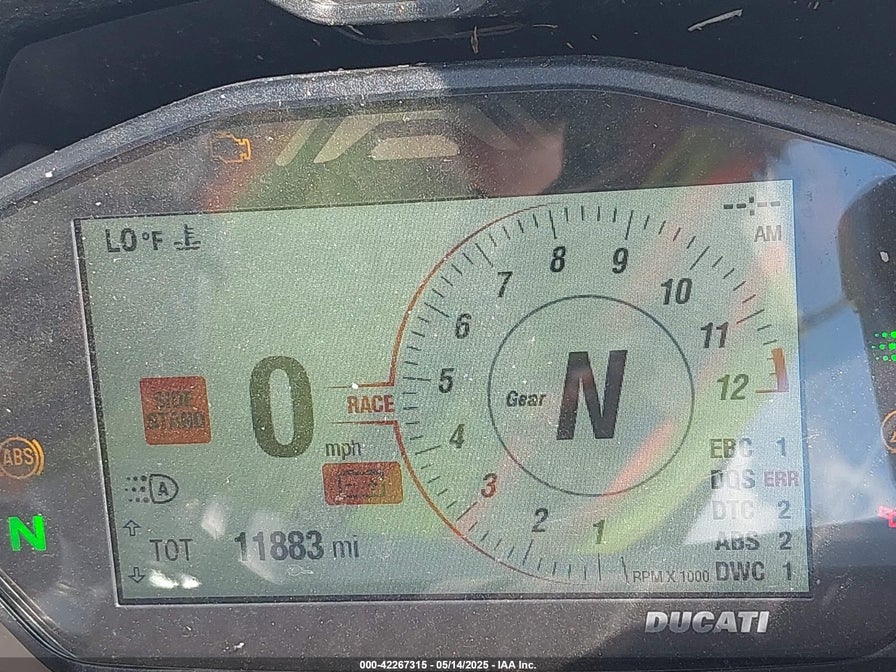 LO °F
--:--
AM
1 2 3 4 5 6 7 8 9 10 11 12
Gear N
RACE
SIDE
STAND
0
mph
ABS
A
N
TOT 11883 mi
EBC 1
DQS ERR
DTC 2
ABS 2
DWC 1
RPM X 1000
DUCATI
000-42267315 - 05/14/2025 - IAA Inc.